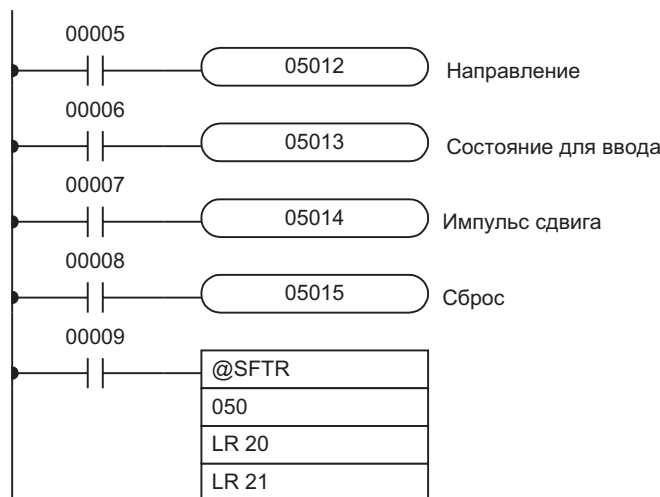 00005
05012 Направление
00006
05013 Состояние для ввода
00007
05014 Импульс сдвига
00008
05015 Сброс
00009
@SFTR
050
LR 20
LR 21